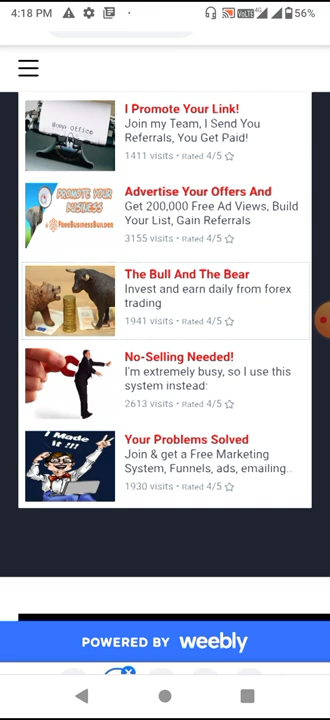 4:18 PM
VoLTE 4G 56%
I Promote Your Link!
Join my Team, I Send You
Referrals, You Get Paid!
1411 visits • Rated 4/5
Home Office
Advertise Your Offers And
Get 200,000 Free Ad Views, Build
Your List, Gain Referrals
3155 visits • Rated 4/5
PROMOTE YOUR
BUSINESS
FreeBusinessBuilder
The Bull And The Bear
Invest and earn daily from forex
trading
1941 visits • Rated 4/5
No-Selling Needed!
I'm extremely busy, so I use this
system instead:
2613 visits • Rated 4/5
I Made
It !!!
Your Problems Solved
Join & get a Free Marketing
System, Funnels, ads, emailing..
1930 visits • Rated 4/5
POWERED BY weebly